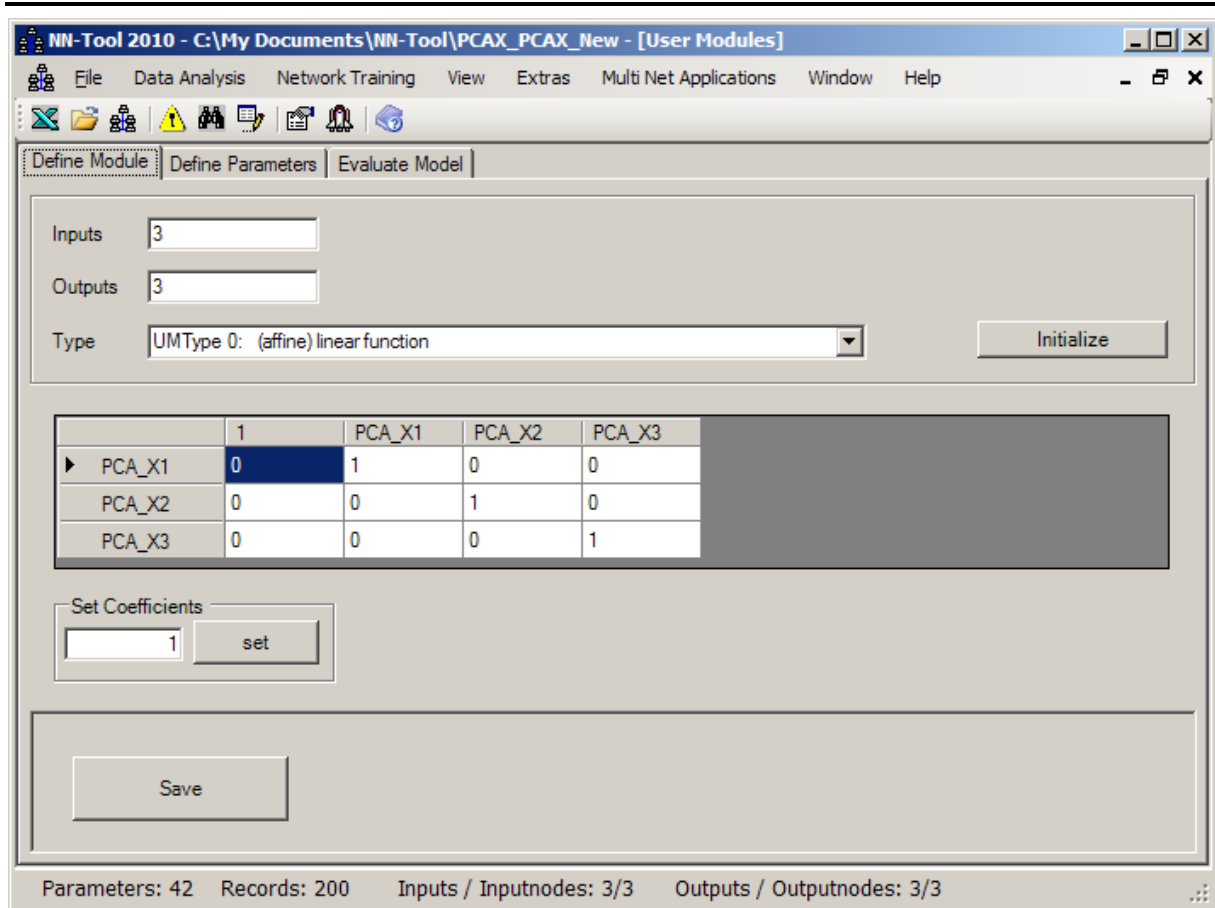 NN-Tool 2010 - C:\My Documents\NN-Tool\PCAX_PCAX_New - [User Modules]
File Data Analysis Network Training View Extras Multi Net Applications Window Help
Define Module Define Parameters Evaluate Model
Inputs 3
Outputs 3
Type UMType 0: (affine) linear function Initialize
1 PCA_X1 PCA_X2 PCA_X3
PCA_X1 0 1 0 0
PCA_X2 0 0 1 0
PCA_X3 0 0 0 1
Set Coefficients
1 set
Save
Parameters: 42 Records: 200 Inputs / Inputnodes: 3/3 Outputs / Outputnodes: 3/3